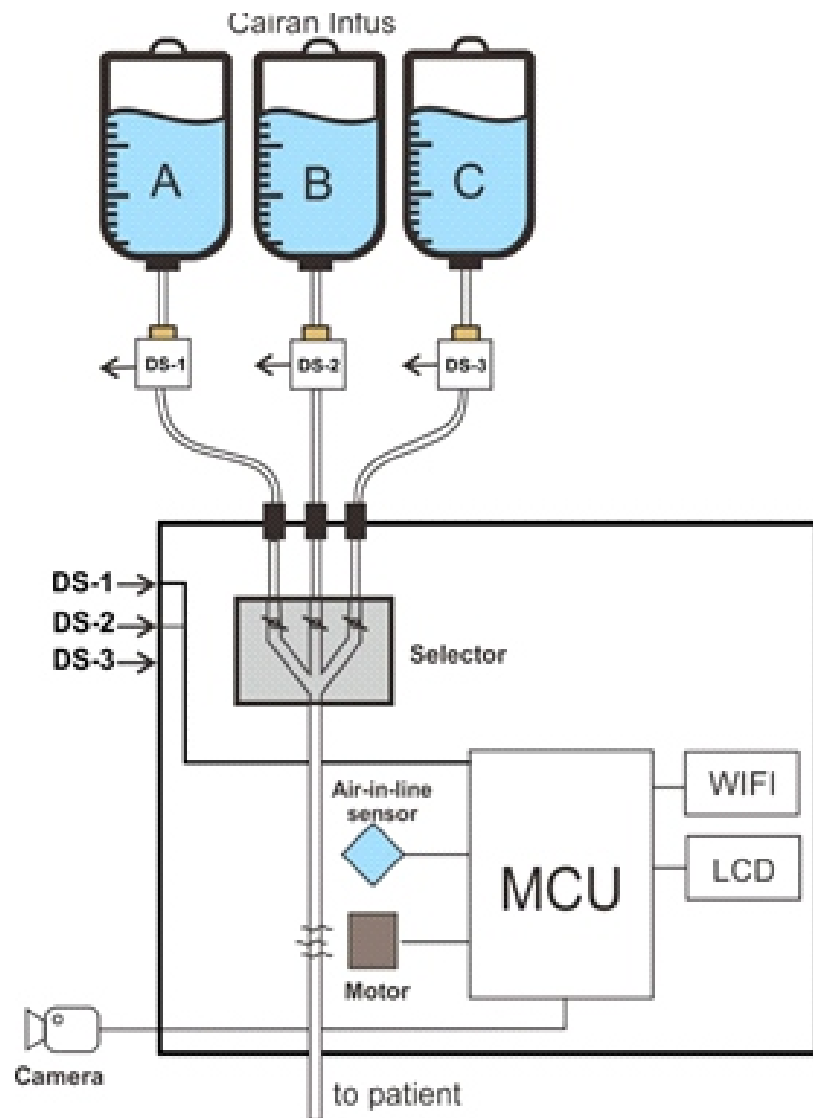 Cairan Infus
A B C
DS-1 DS-2 DS-3
DS-1
DS-2
DS-3
Selector
Air-in-line
sensor
WIFI
MCU
LCD
Motor
Camera
to patient